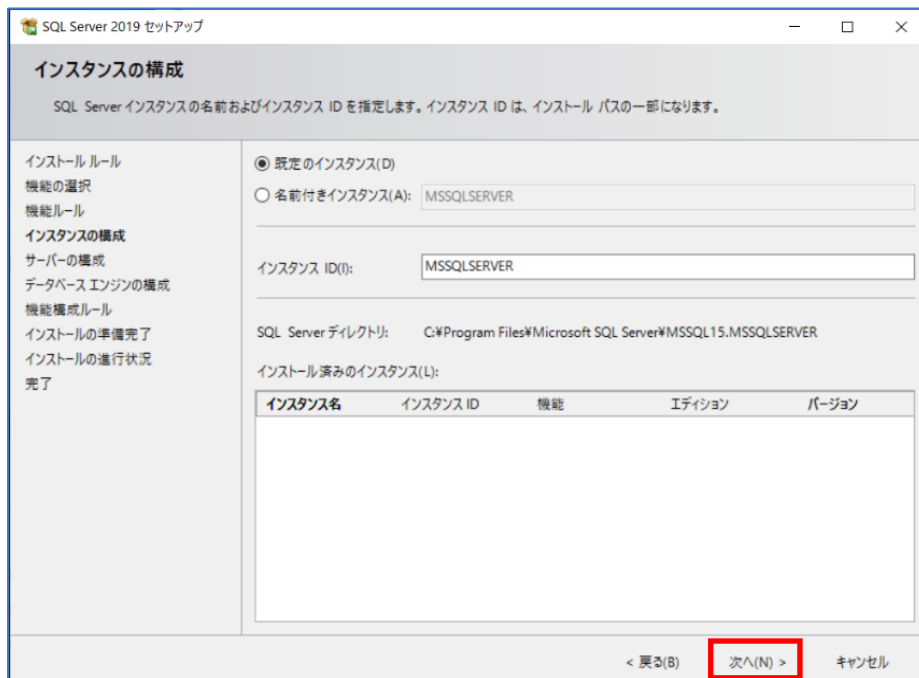 SQL Server 2019 セットアップ
インスタンスの構成
SQL Server インスタンスの名前およびインスタンス ID を指定します。インスタンス ID は、インストール パスの一部になります。
インストール ルール
機能の選択
機能ルール
インスタンスの構成
サーバーの構成
データベース エンジンの構成
機能構成ルール
インストールの準備完了
インストールの進行状況
完了
既定のインスタンス(D)
名前付きインスタンス(A): MSSQLSERVER
インスタンス ID(I): MSSQLSERVER
SQL Server ディレクトリ: C:¥Program Files¥Microsoft SQL Server¥MSSQL15.MSSQLSERVER
インストール済みのインスタンス(L):
インスタンス名 インスタンス ID 機能 エディション バージョン
< 戻る(B) 次へ(N) > キャンセル